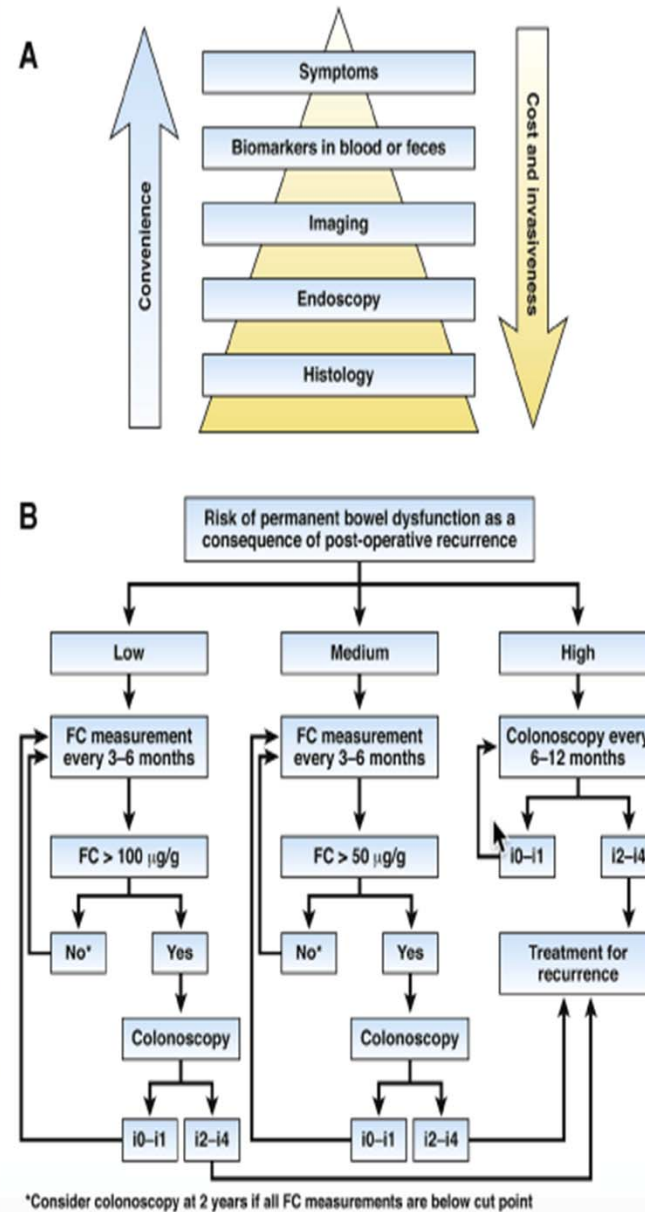 A
Symptoms
Biomarkers in blood or feces
Imaging
Endoscopy
Histology
Convenience
Cost and invasiveness
B
Risk of permanent bowel dysfunction as a
consequence of post-operative recurrence
Low
Medium
High
FC measurement
every 3–6 months
FC measurement
every 3–6 months
Colonoscopy every
6–12 months
FC > 100 µg/g
FC > 50 µg/g
i0–i1
i2–i4
No*
Yes
No*
Yes
Treatment for
recurrence
Colonoscopy
Colonoscopy
i0–i1
i2–i4
i0–i1
i2–i4
*Consider colonoscopy at 2 years if all FC measurements are below cut point